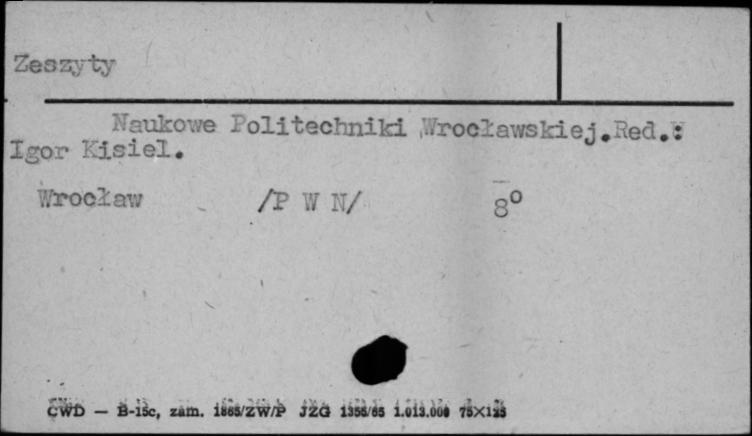 Zeszyty
Naukowe Politechniki Wrocławskiej.Red.:
Igor Kisiel.
Wrocław /P W N/ 8°
CWD — B-15c, zam. 1865/ZW/P JZG 1355/65 1.013.000 75×125